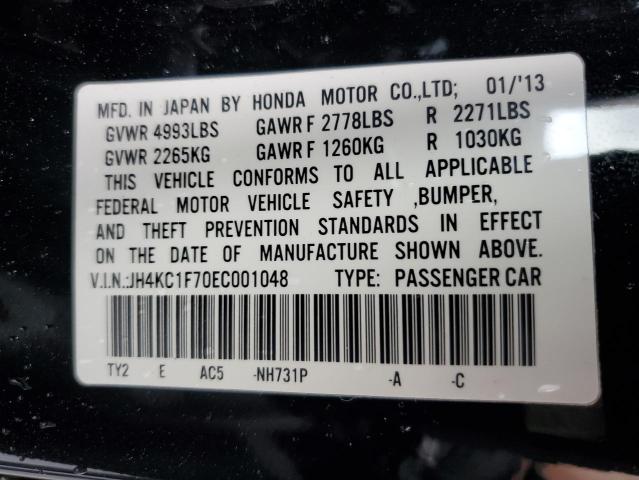 MFD. IN JAPAN BY HONDA MOTOR CO.,LTD; 01/'13
GVWR 4993LBS GAWR F 2778LBS R 2271LBS
GVWR 2265KG GAWR F 1260KG R 1030KG
THIS VEHICLE CONFORMS TO ALL APPLICABLE
FEDERAL MOTOR VEHICLE SAFETY ,BUMPER,
AND THEFT PREVENTION STANDARDS IN EFFECT
ON THE DATE OF MANUFACTURE SHOWN ABOVE.
V.I.N.:JH4KC1F70EC001048 TYPE: PASSENGER CAR
TY2 E AC5 -NH731P -A -C